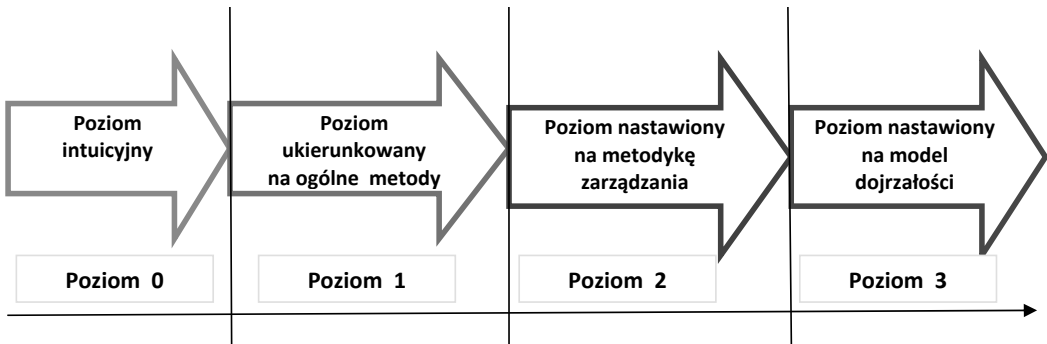 Poziom
intuicyjny
Poziom
ukierunkowany
na ogólne metody
Poziom nastawiony
na metodykę
zarządzania
Poziom nastawiony
na model
dojrzałości
Poziom 0
Poziom 1
Poziom 2
Poziom 3